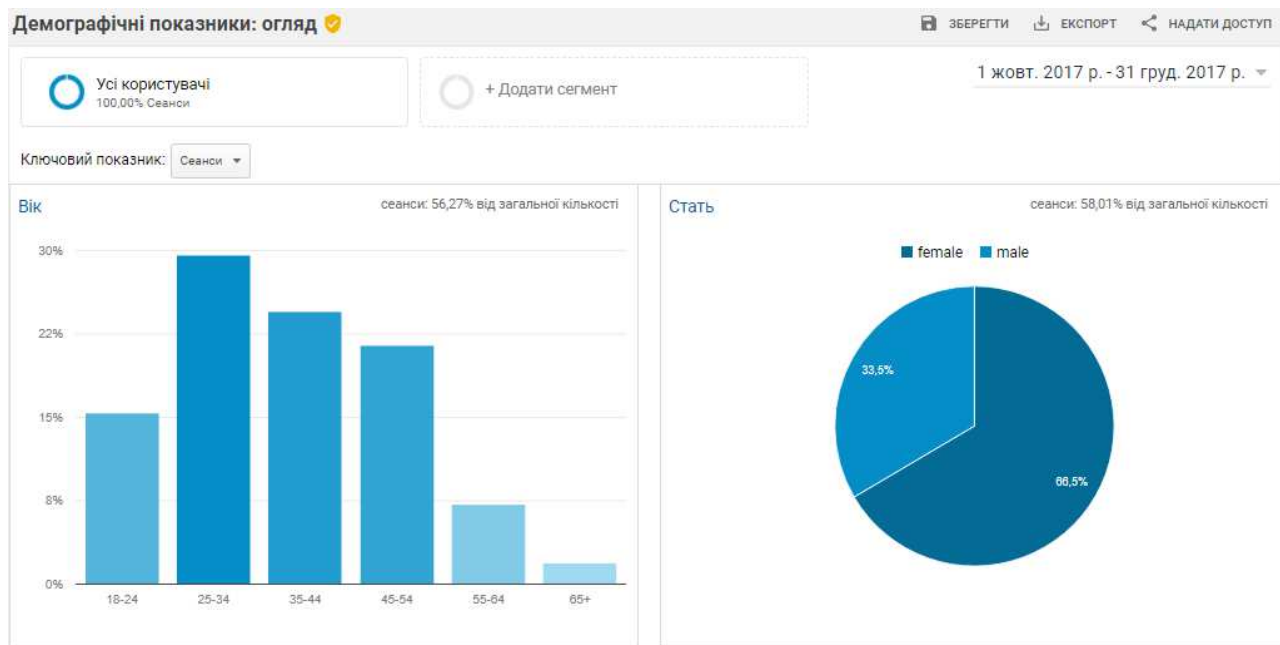 Демографічні показники: огляд
ЗБЕРЕГТИ ЕКСПОРТ НАДАТИ ДОСТУП
Усі користувачі
100,00% Сеанси
+ Додати сегмент
1 жовт. 2017 р. - 31 груд. 2017 р.
Ключовий показник: Сеанси
Вік
сеанси: 56,27% від загальної кількості
30%
22%
15%
8%
0%
18-24 25-34 35-44 45-54 55-64 65+
Стать
сеанси: 58,01% від загальної кількості
female male
33,5%
66,5%